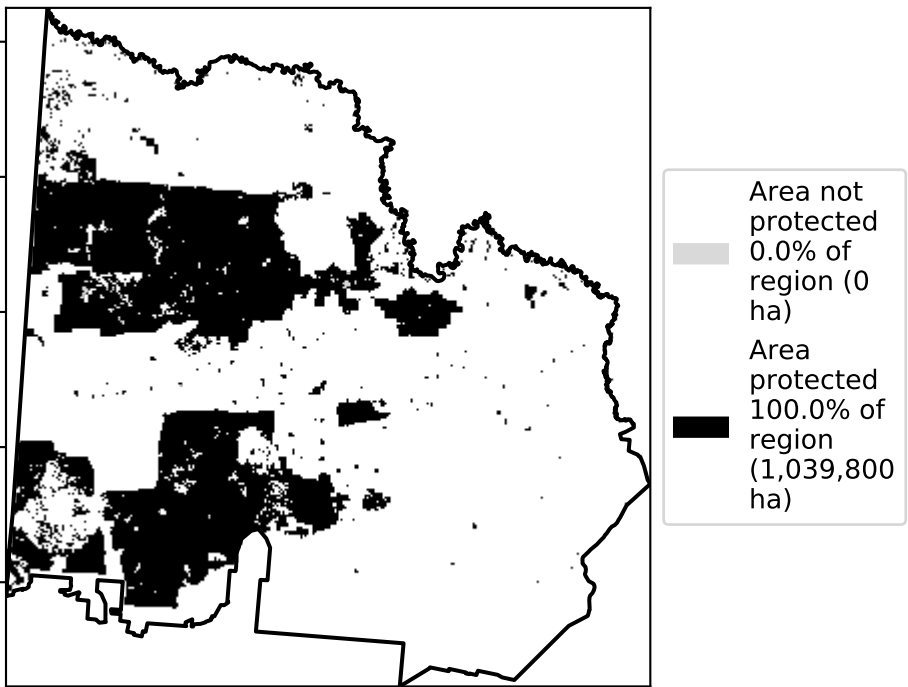 Area not
protected
0.0% of
region (0
ha)
Area
protected
100.0% of
region
(1,039,800
ha)